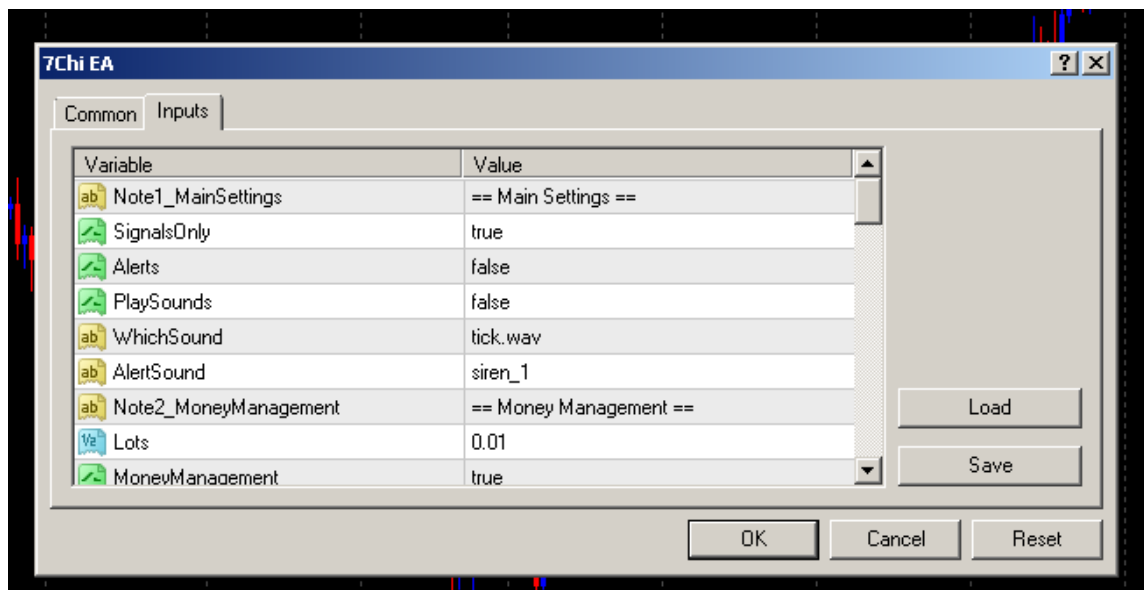 7Chi EA
Common Inputs
Variable Value
Note1_MainSettings == Main Settings ==
SignalsOnly true
Alerts false
PlaySounds false
WhichSound tick.wav
AlertSound siren_1
Note2_MoneyManagement == Money Management ==
Lots 0.01
MoneyManagement true
Load
Save
OK Cancel Reset